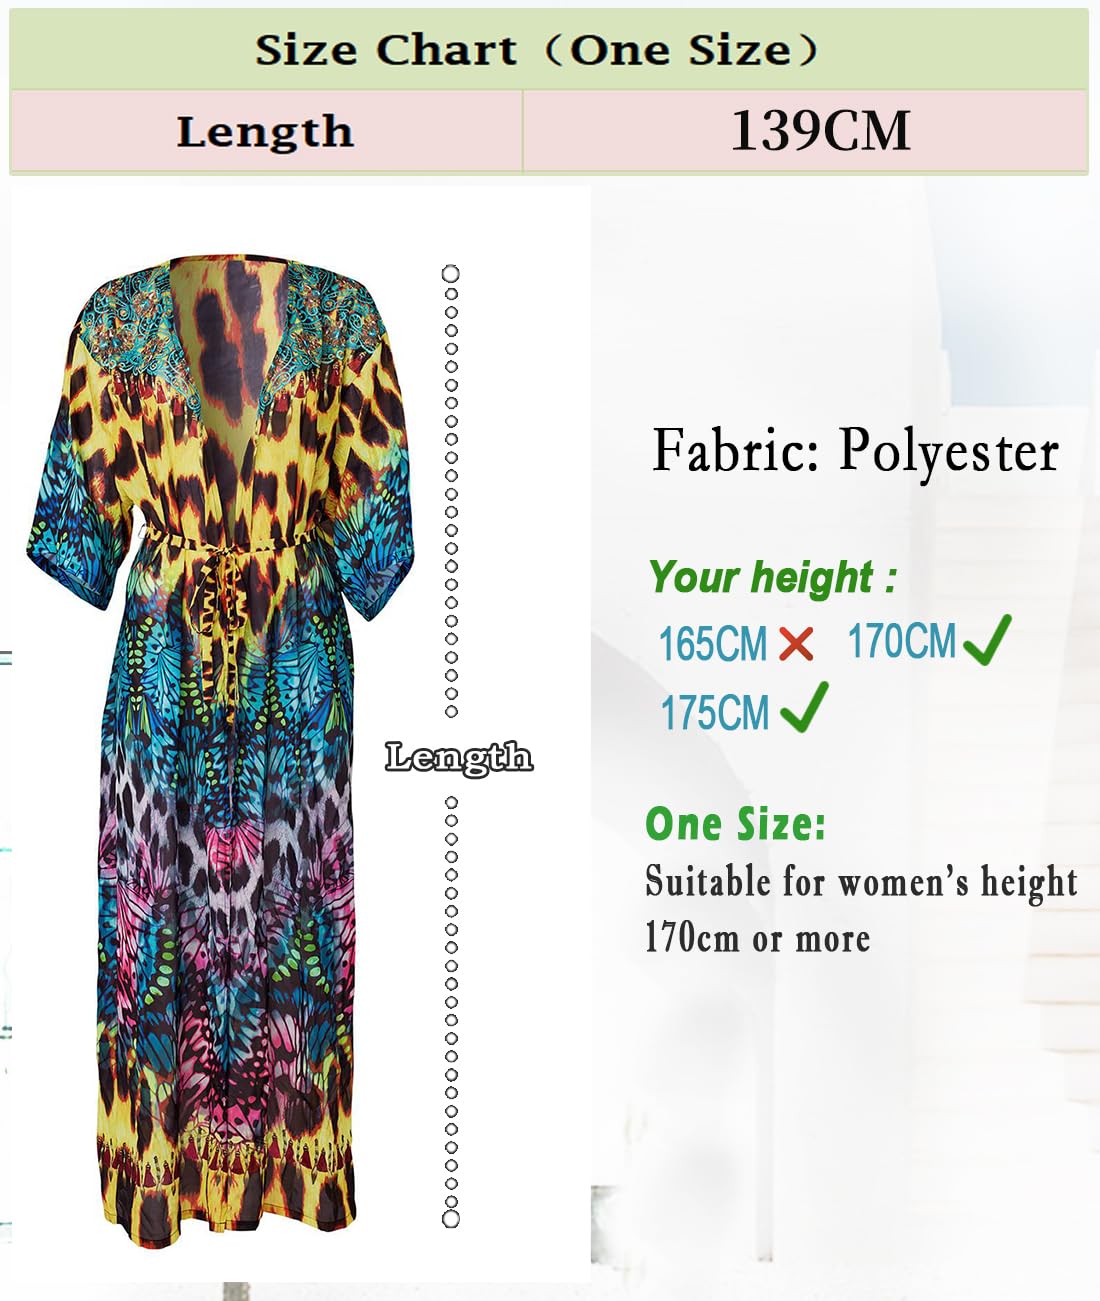 Size Chart（One Size）
Length 139CM
Fabric: Polyester
Your height :
165CM 170CM
175CM
Length
One Size:
Suitable for women's height
170cm or more